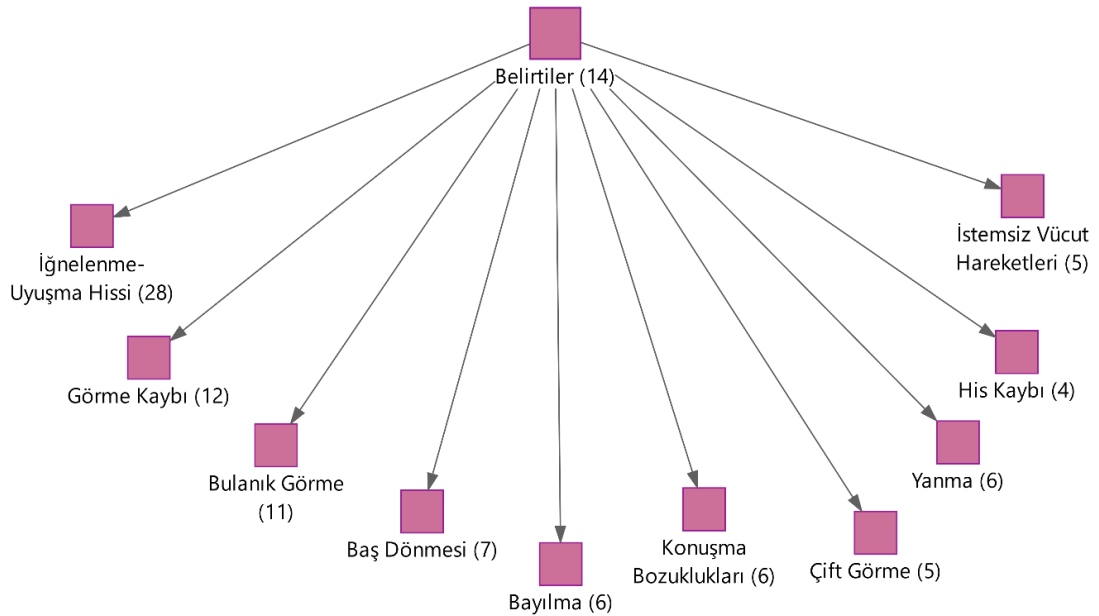 Belirtiler (14)
İğnelenme-
Uyuşma Hissi (28)
Görme Kaybı (12)
Bulanık Görme
(11)
Baş Dönmesi (7)
Bayılma (6)
Konuşma
Bozuklukları (6)
Çift Görme (5)
Yanma (6)
His Kaybı (4)
İstemsiz Vücut
Hareketleri (5)